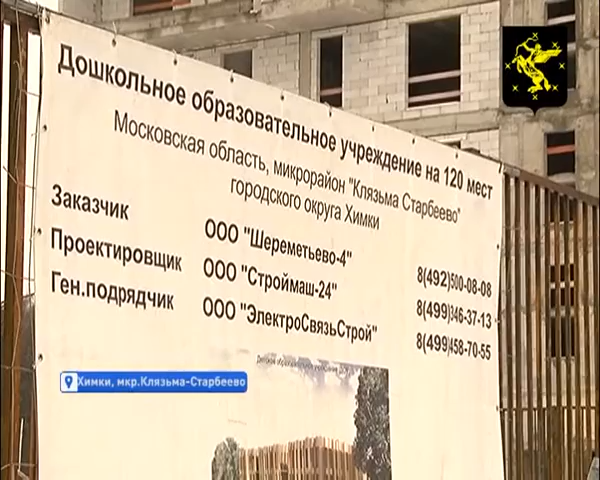 Дошкольное образовательное учреждение на 120 мест
Московская область, микрорайон "Клязьма Старбеево"
городского округа Химки
Заказчик ООО "Шереметьево-4" 8(492)500-08-08
Проектировщик ООО "Строймаш-24" 8(499)346-37-13
Ген.подрядчик ООО "ЭлектроСвязьСтрой" 8(499)458-70-55
Химки, мкр.Клязьма-Старбеево